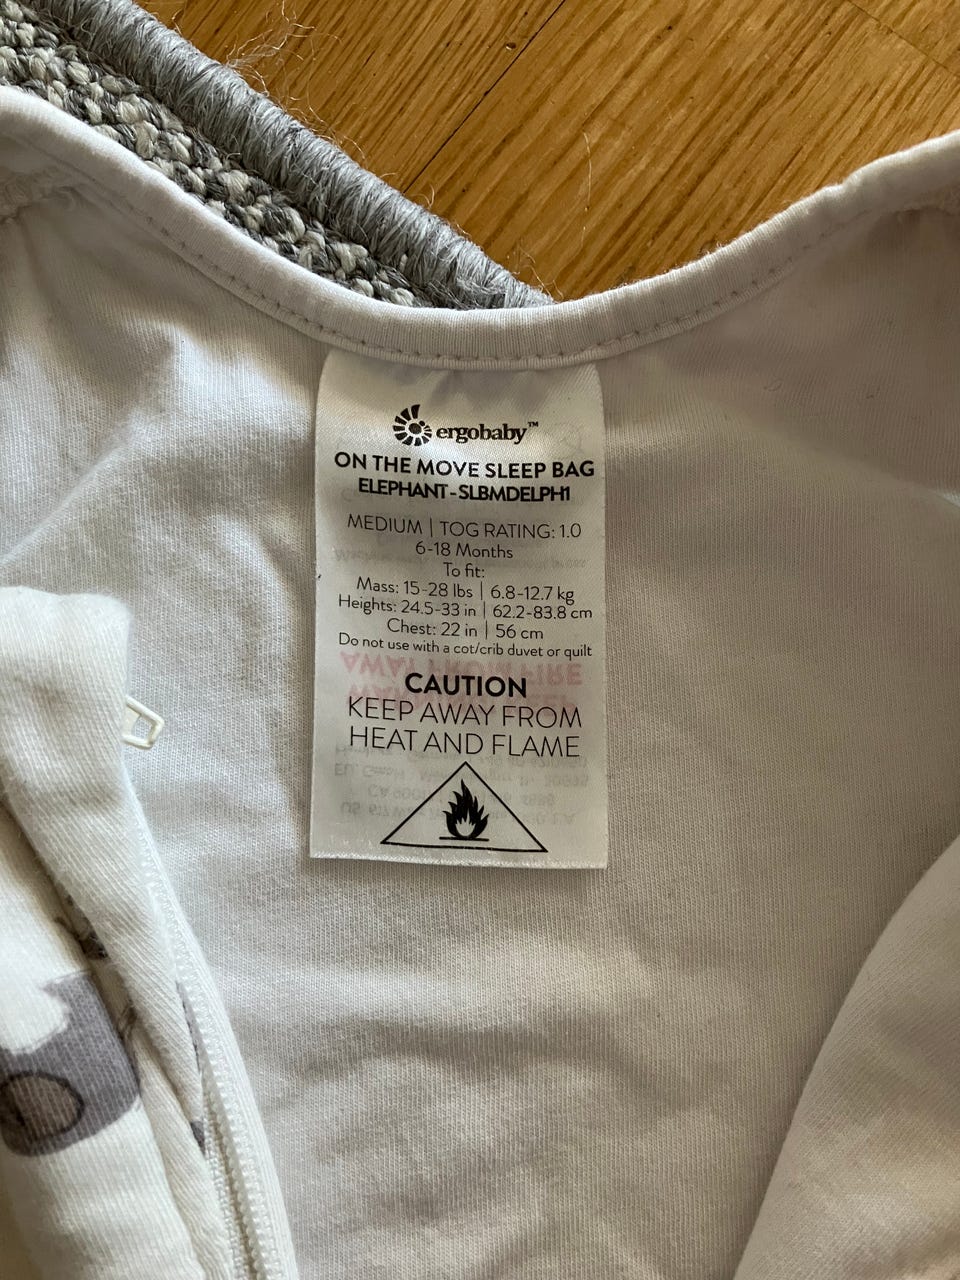 ergobaby™
ON THE MOVE SLEEP BAG
ELEPHANT-SLBMDELPH1
MEDIUM | TOG RATING: 1.0
6-18 Months
To fit:
Mass: 15-28 lbs | 6.8-12.7 kg
Heights: 24.5-33 in | 62.2-83.8 cm
Chest: 22 in | 56 cm
Do not use with a cot/crib duvet or quilt
CAUTION
KEEP AWAY FROM
HEAT AND FLAME